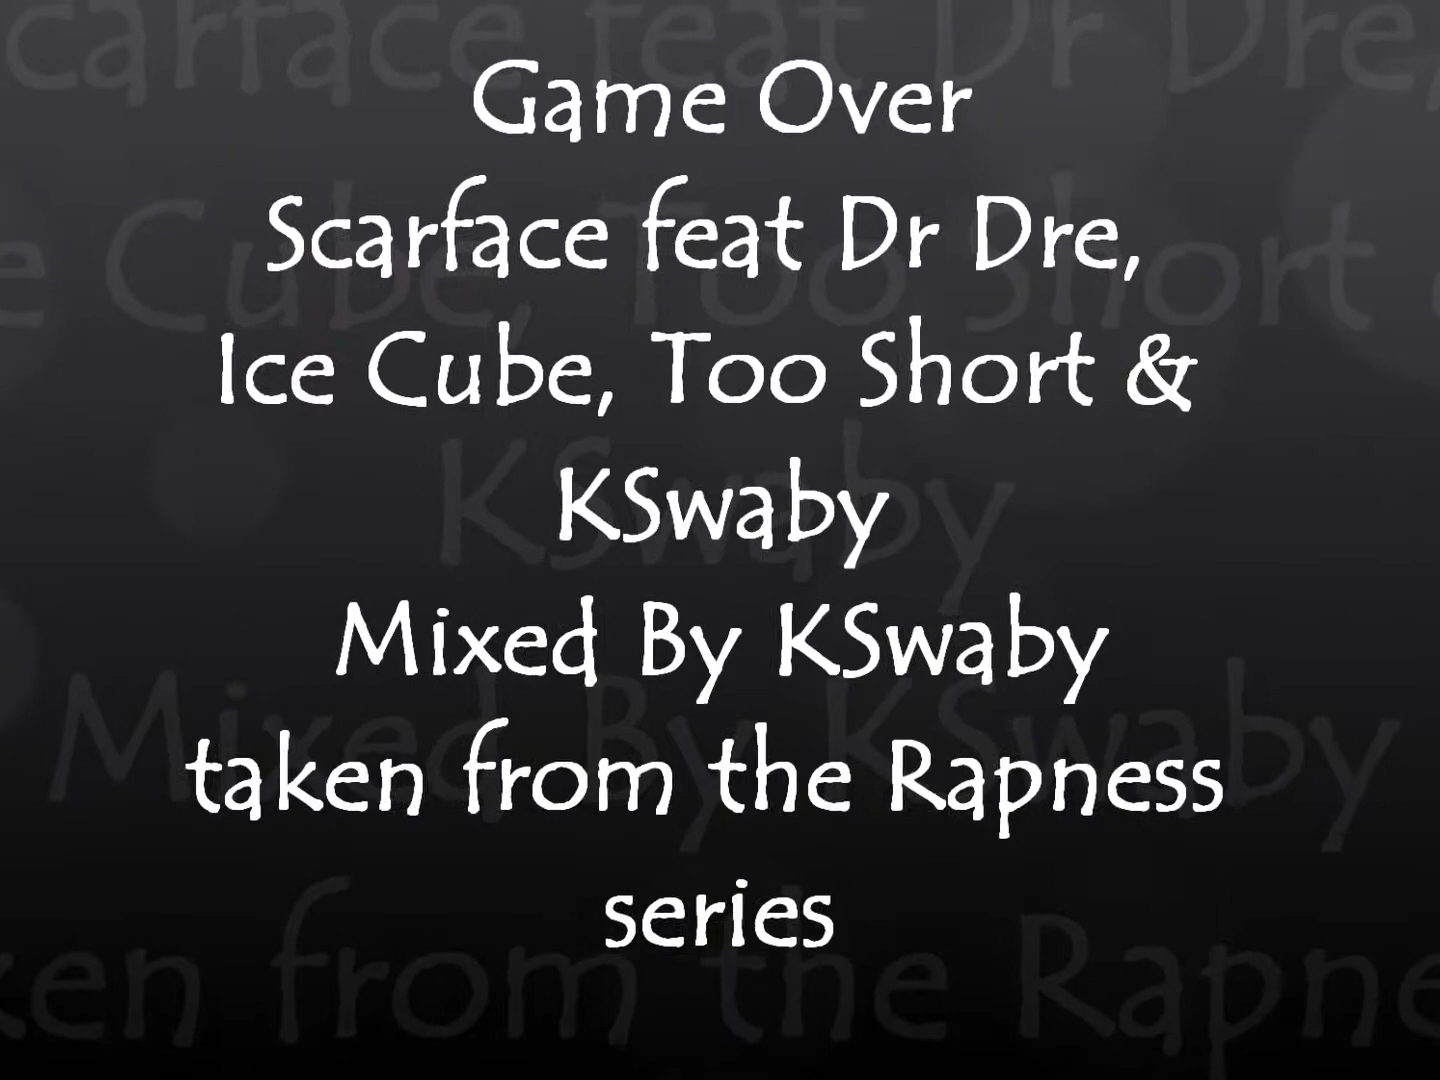 Game Over
Scarface feat Dr Dre,
Ice Cube, Too Short &
KSwaby
Mixed By KSwaby
taken from the Rapness
series